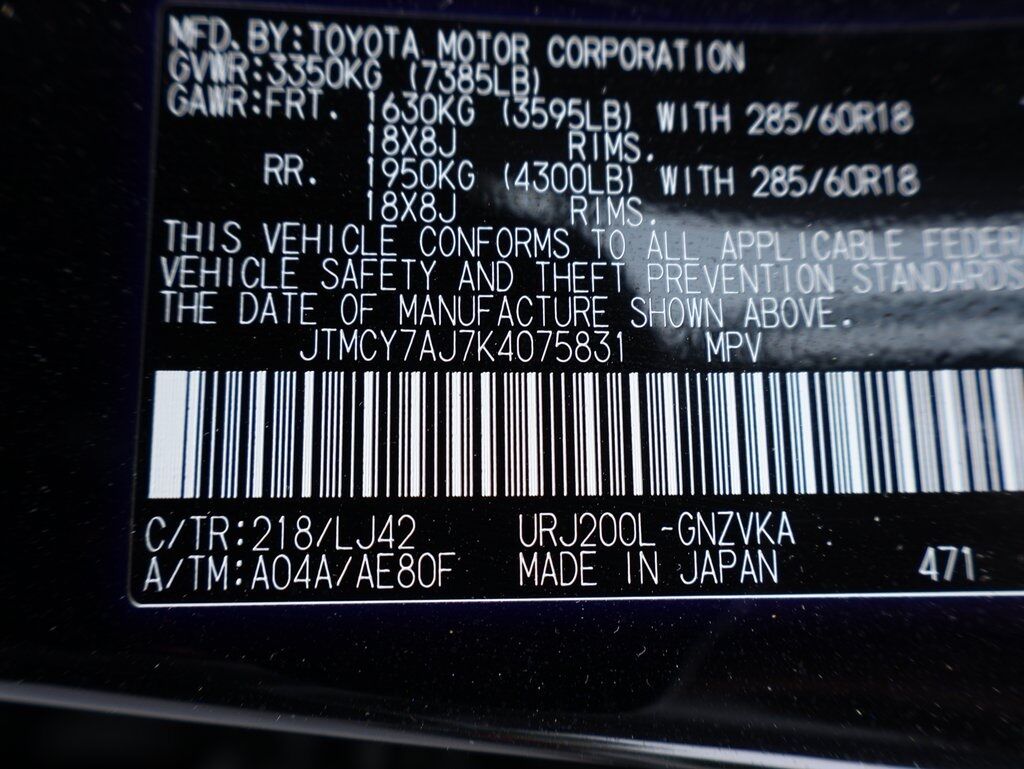 MFD.BY:TOYOTA MOTOR CORPORATION
GVWR:3350KG (7385LB)
GAWR:FRT. 1630KG (3595LB) WITH 285/60R18
18X8J RIMS.
RR. 1950KG (4300LB) WITH 285/60R18
18X8J RIMS.
THIS VEHICLE CONFORMS TO ALL APPLICABLE FEDER
VEHICLE SAFETY AND THEFT PREVENTION STANDARDS
THE DATE OF MANUFACTURE SHOWN ABOVE.
JTMCY7AJ7K4075831 MPV
C/TR:218/LJ42 URJ200L-GNZVKA
A/TM:A04A/AE80F MADE IN JAPAN 471